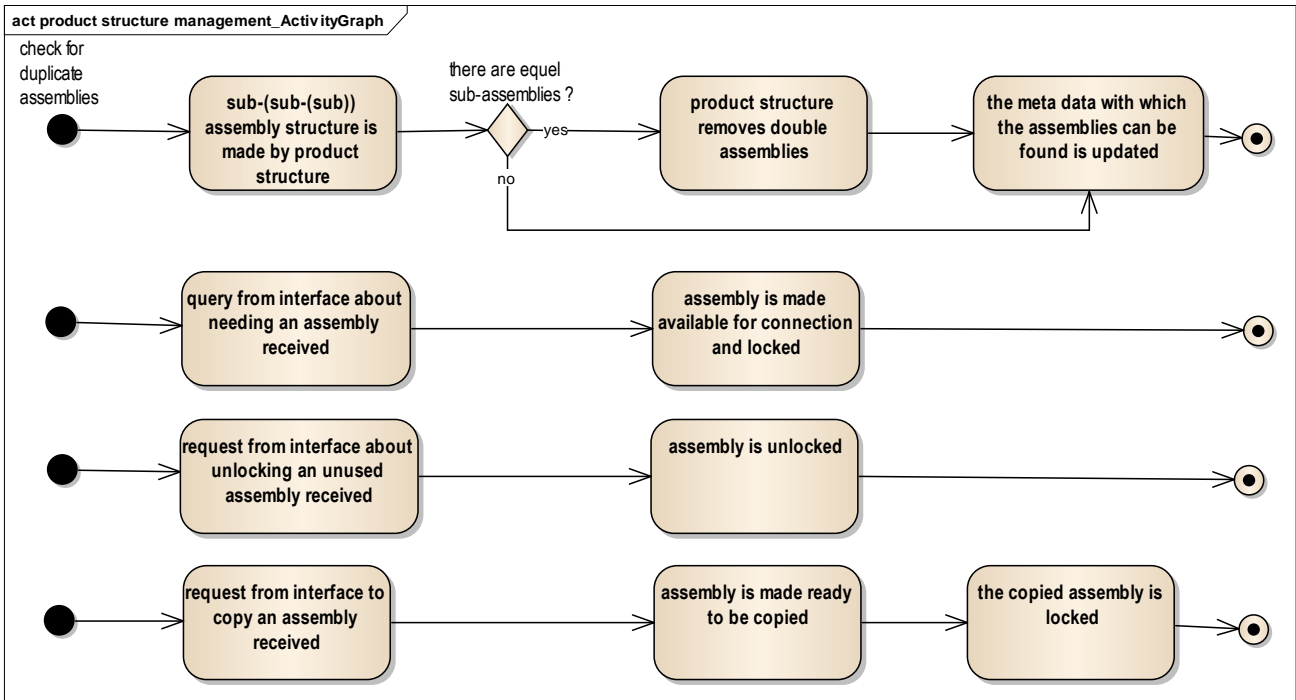 act product structure management_ActivityGraph
check for
duplicate
assemblies
sub-(sub-(sub))
assembly structure is
made by product
structure
there are equel
sub-assemblies ?
yes
no
product structure
removes double
assemblies
the meta data with which
the assemblies can be
found is updated
query from interface about
needing an assembly
received
assembly is made
available for connection
and locked
request from interface about
unlocking an unused
assembly received
assembly is unlocked
request from interface to
copy an assembly
received
assembly is made ready
to be copied
the copied assembly is
locked